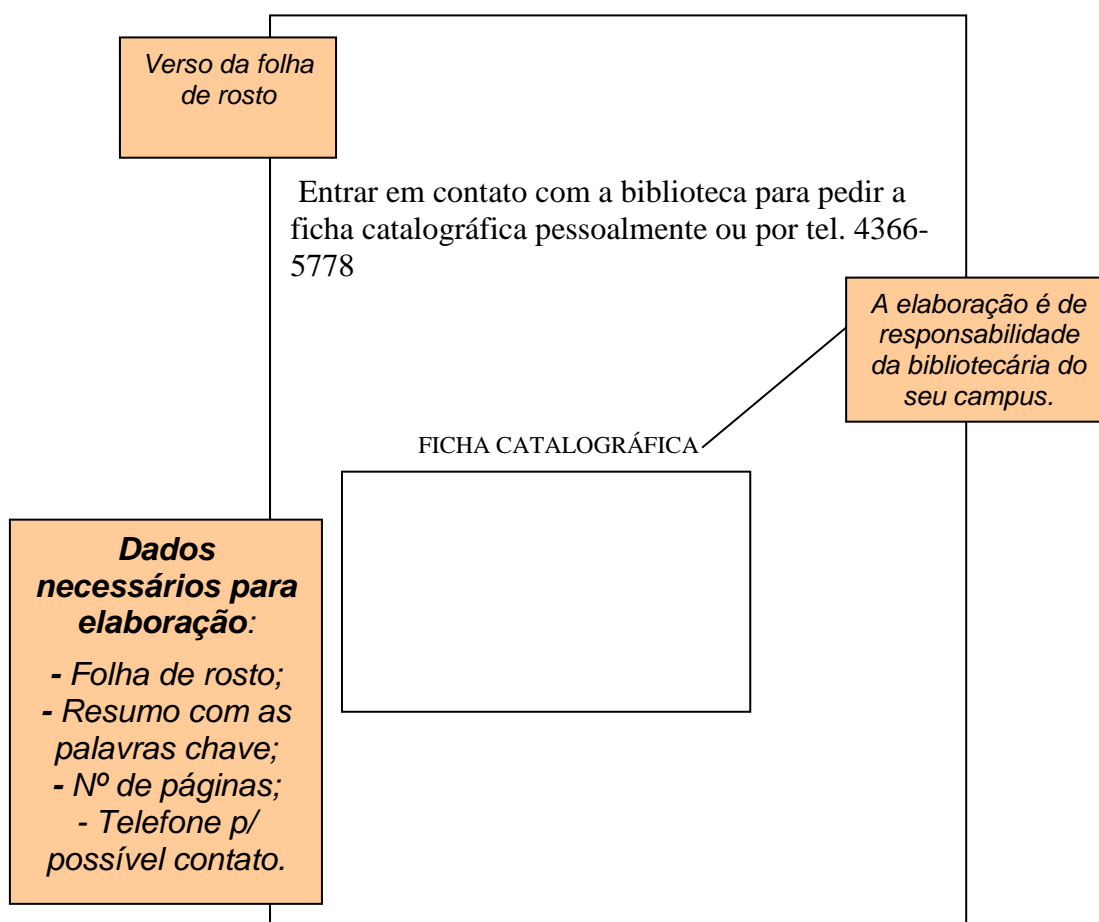 Verso da folha
de rosto
Entrar em contato com a biblioteca para pedir a
ficha catalográfica pessoalmente ou por tel. 4366-
5778
A elaboração é de
responsabilidade
da bibliotecária do
seu campus.
FICHA CATALOGRÁFICA
Dados
necessários para
elaboração:
- Folha de rosto;
- Resumo com as
palavras chave;
- Nº de páginas;
- Telefone p/
possível contato.